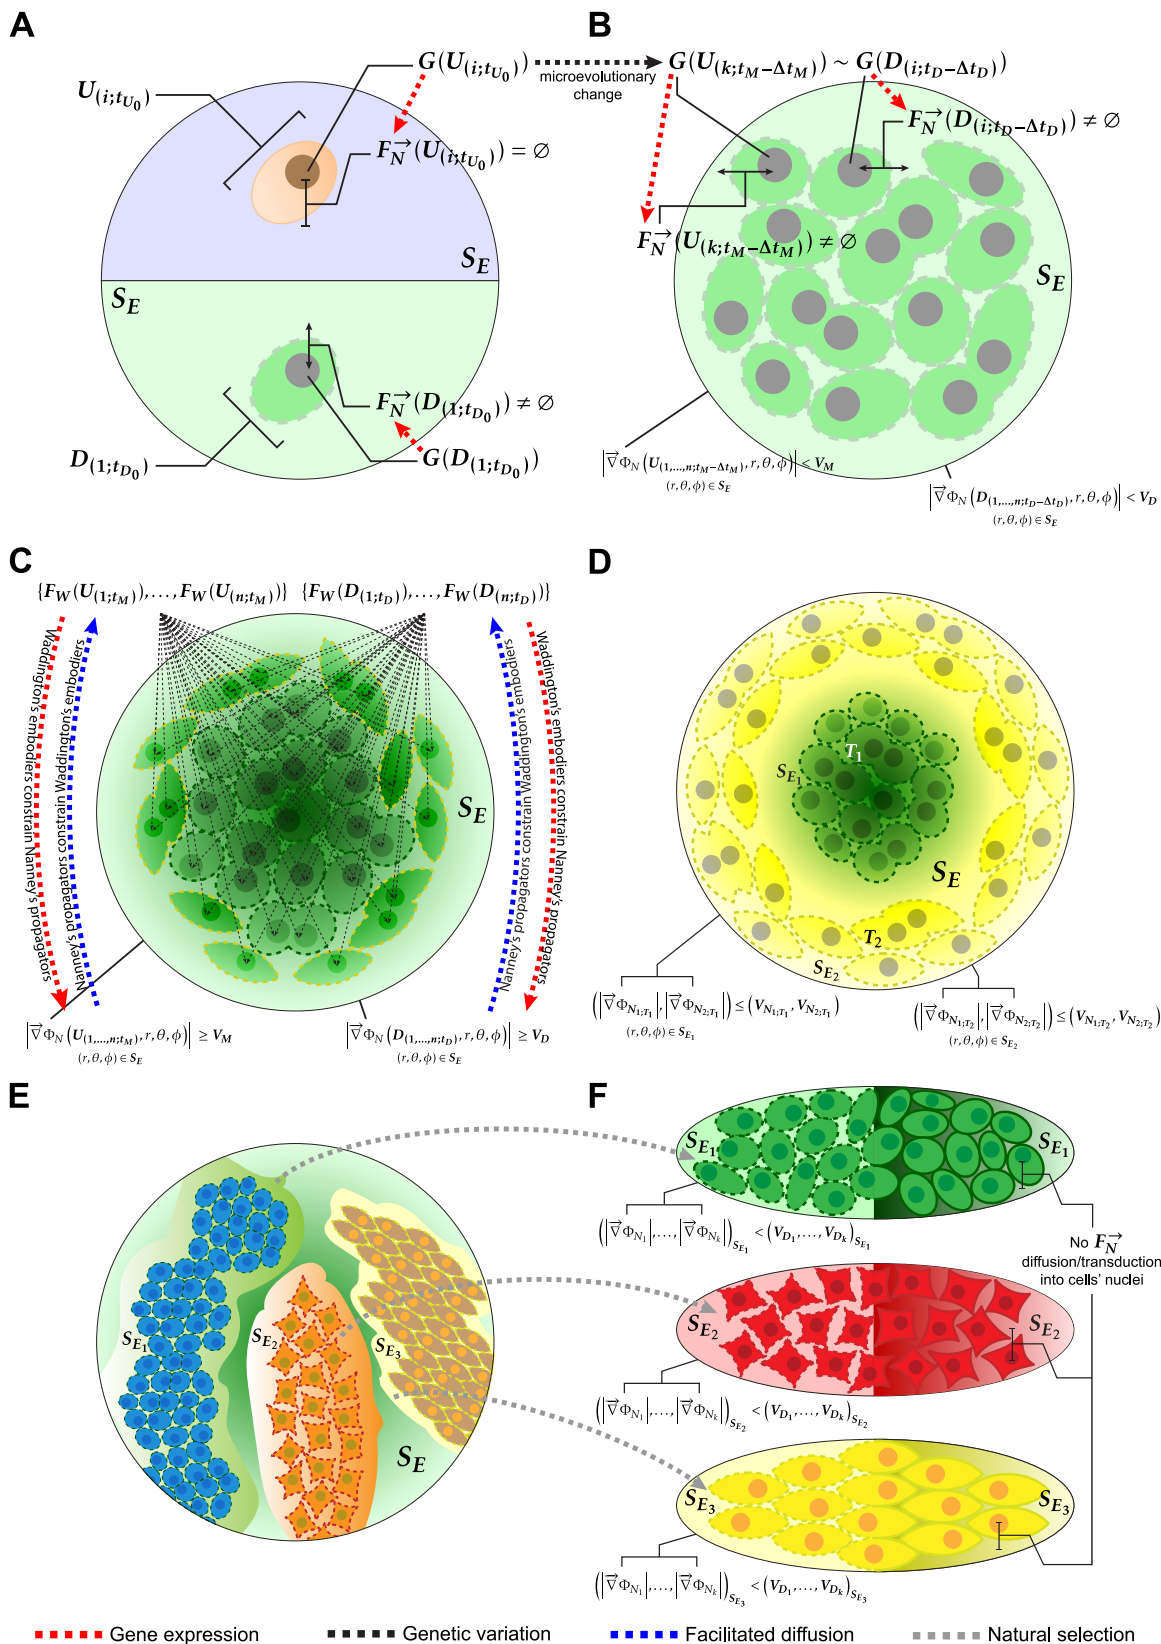 A
U(i;tU0)
G(U(i;tU0))
F→N(U(i;tU0)) = ∅
SE
SE
F→N(D(1;tD0)) ≠ ∅
D(1;tD0)
G(D(1;tD0))
microevolutionary
change
B
G(U(k;tM−ΔtM)) ∼ G(D(i;tD−ΔtD))
F→N(D(i;tD−ΔtD)) ≠ ∅
F→N(U(k;tM−ΔtM)) ≠ ∅
SE
|∇→ΦN(U(1,...,n;tM−ΔtM), r, θ, ϕ)| < VM
(r, θ, ϕ) ∈ SE
|∇→ΦN(D(1,...,n;tD−ΔtD), r, θ, ϕ)| < VD
(r, θ, ϕ) ∈ SE
C
{FW(U(1;tM)), ..., FW(U(n;tM))} {FW(D(1;tD)), ..., FW(D(n;tD))}
Waddington's embodiers constrain Nanney's propagators
Nanney's propagators constrain Waddington's embodiers
Nanney's propagators constrain Waddington's embodiers
Waddington's embodiers constrain Nanney's propagators
SE
|∇→ΦN(U(1,...,n;tM), r, θ, ϕ)| ≥ VM
(r, θ, ϕ) ∈ SE
|∇→ΦN(D(1,...,n;tD), r, θ, ϕ)| ≥ VD
(r, θ, ϕ) ∈ SE
D
T1
SE1
SE
T2
SE2
(|∇→ΦN1;T1|, |∇→ΦN2;T1|) ≤ (VN1;T1, VN2;T1)
(r, θ, ϕ) ∈ SE1
(|∇→ΦN1;T2|, |∇→ΦN2;T2|) ≤ (VN1;T2, VN2;T2)
(r, θ, ϕ) ∈ SE2
E
SE1
SE2
SE3
SE
F
SE1
SE1
(|∇→ΦN1|, ..., |∇→ΦNk|)SE1 < (VD1, ..., VDk)SE1
No F→N
diffusion/transduction
into cells' nuclei
SE2
SE2
(|∇→ΦN1|, ..., |∇→ΦNk|)SE2 < (VD1, ..., VDk)SE2
SE3
SE3
(|∇→ΦN1|, ..., |∇→ΦNk|)SE3 < (VD1, ..., VDk)SE3
Gene expression
Genetic variation
Facilitated diffusion
Natural selection